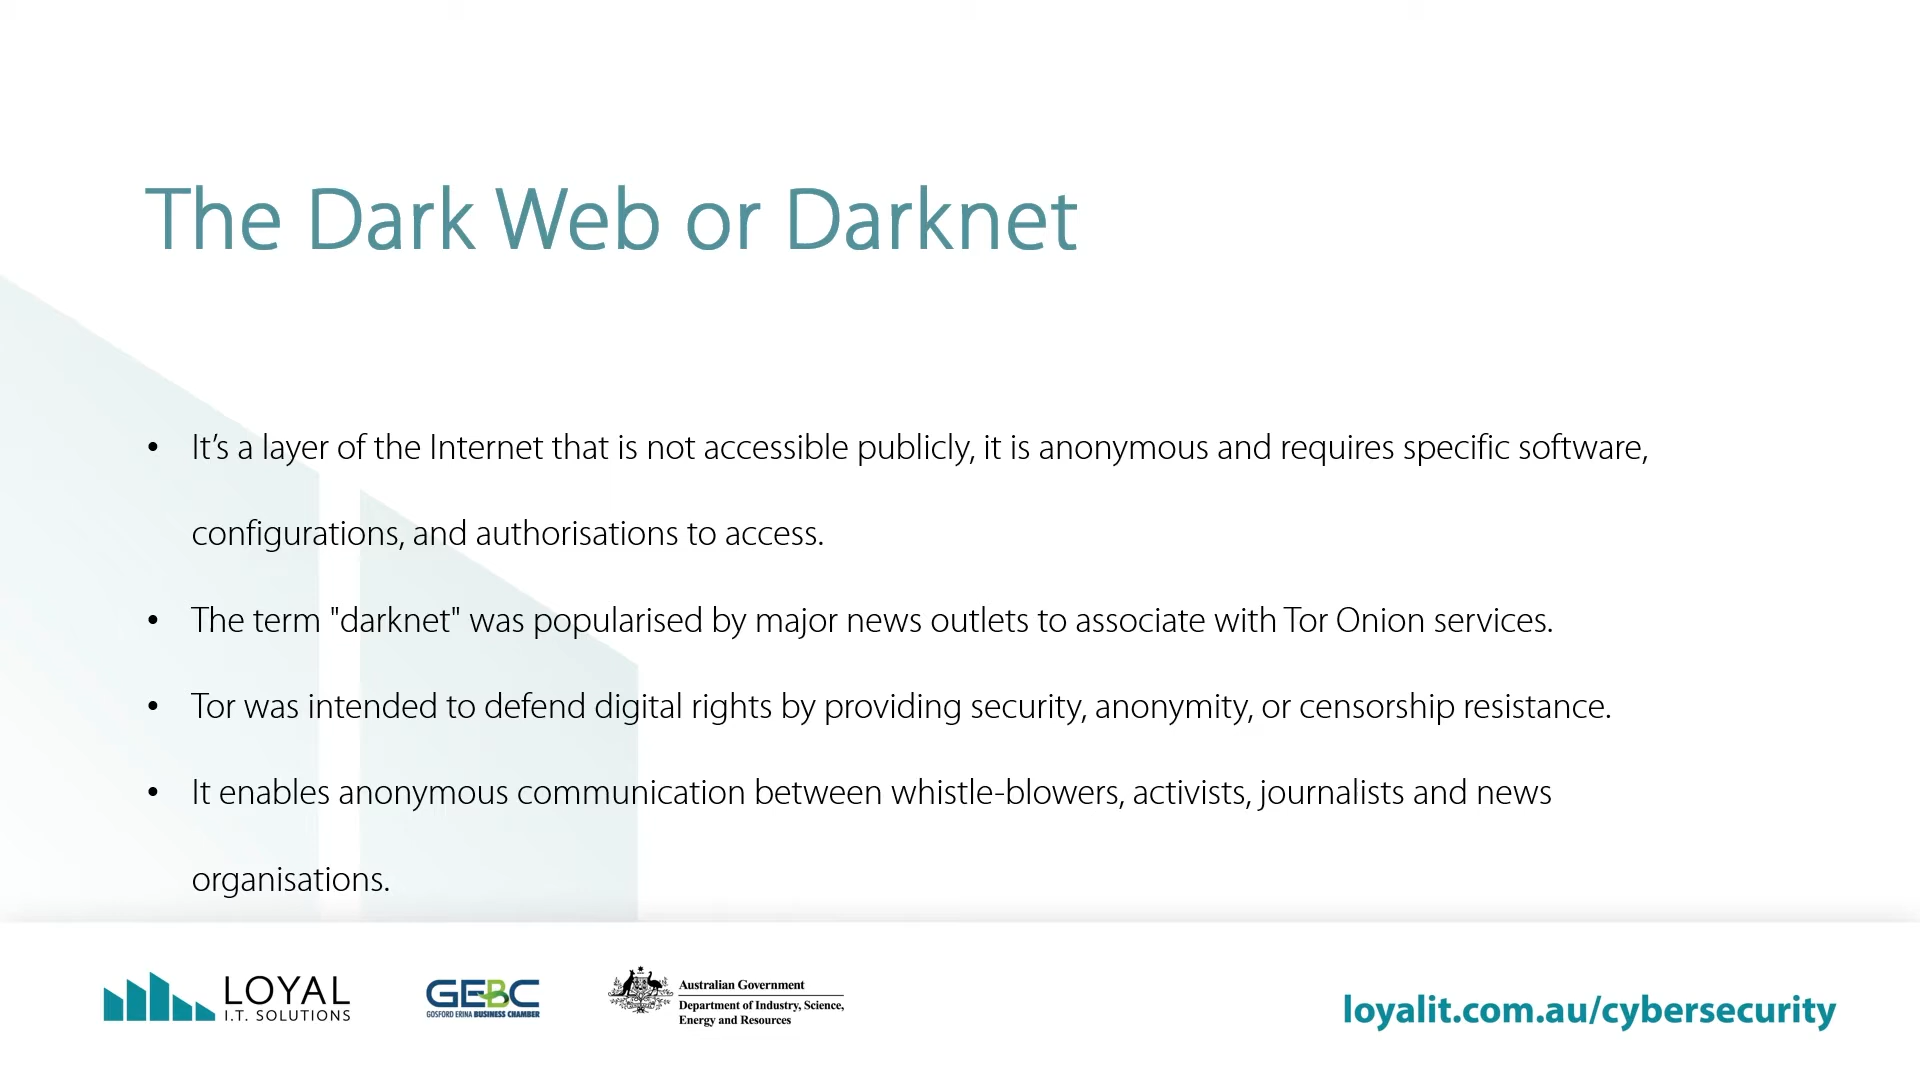 The Dark Web or Darknet
• It’s a layer of the Internet that is not accessible publicly, it is anonymous and requires specific software,
configurations, and authorisations to access.
• The term "darknet" was popularised by major news outlets to associate with Tor Onion services.
• Tor was intended to defend digital rights by providing security, anonymity, or censorship resistance.
• It enables anonymous communication between whistle-blowers, activists, journalists and news
organisations.
LOYAL
I.T. SOLUTIONS
GEBC
GOSFORD ERINA BUSINESS CHAMBER
Australian Government
Department of Industry, Science,
Energy and Resources
loyalit.com.au/cybersecurity